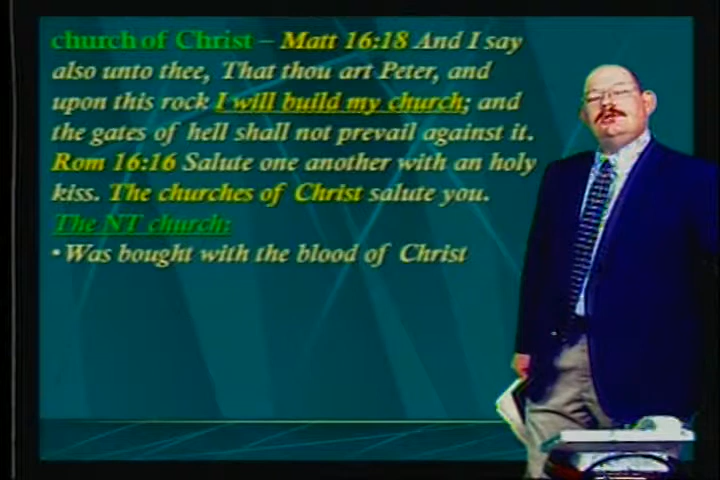 church of Christ – Matt 16:18 And I say
also unto thee, That thou art Peter, and
upon this rock I will build my church; and
the gates of hell shall not prevail against it.
Rom 16:16 Salute one another with an holy
kiss. The churches of Christ salute you.
The NT church:
• Was bought with the blood of Christ